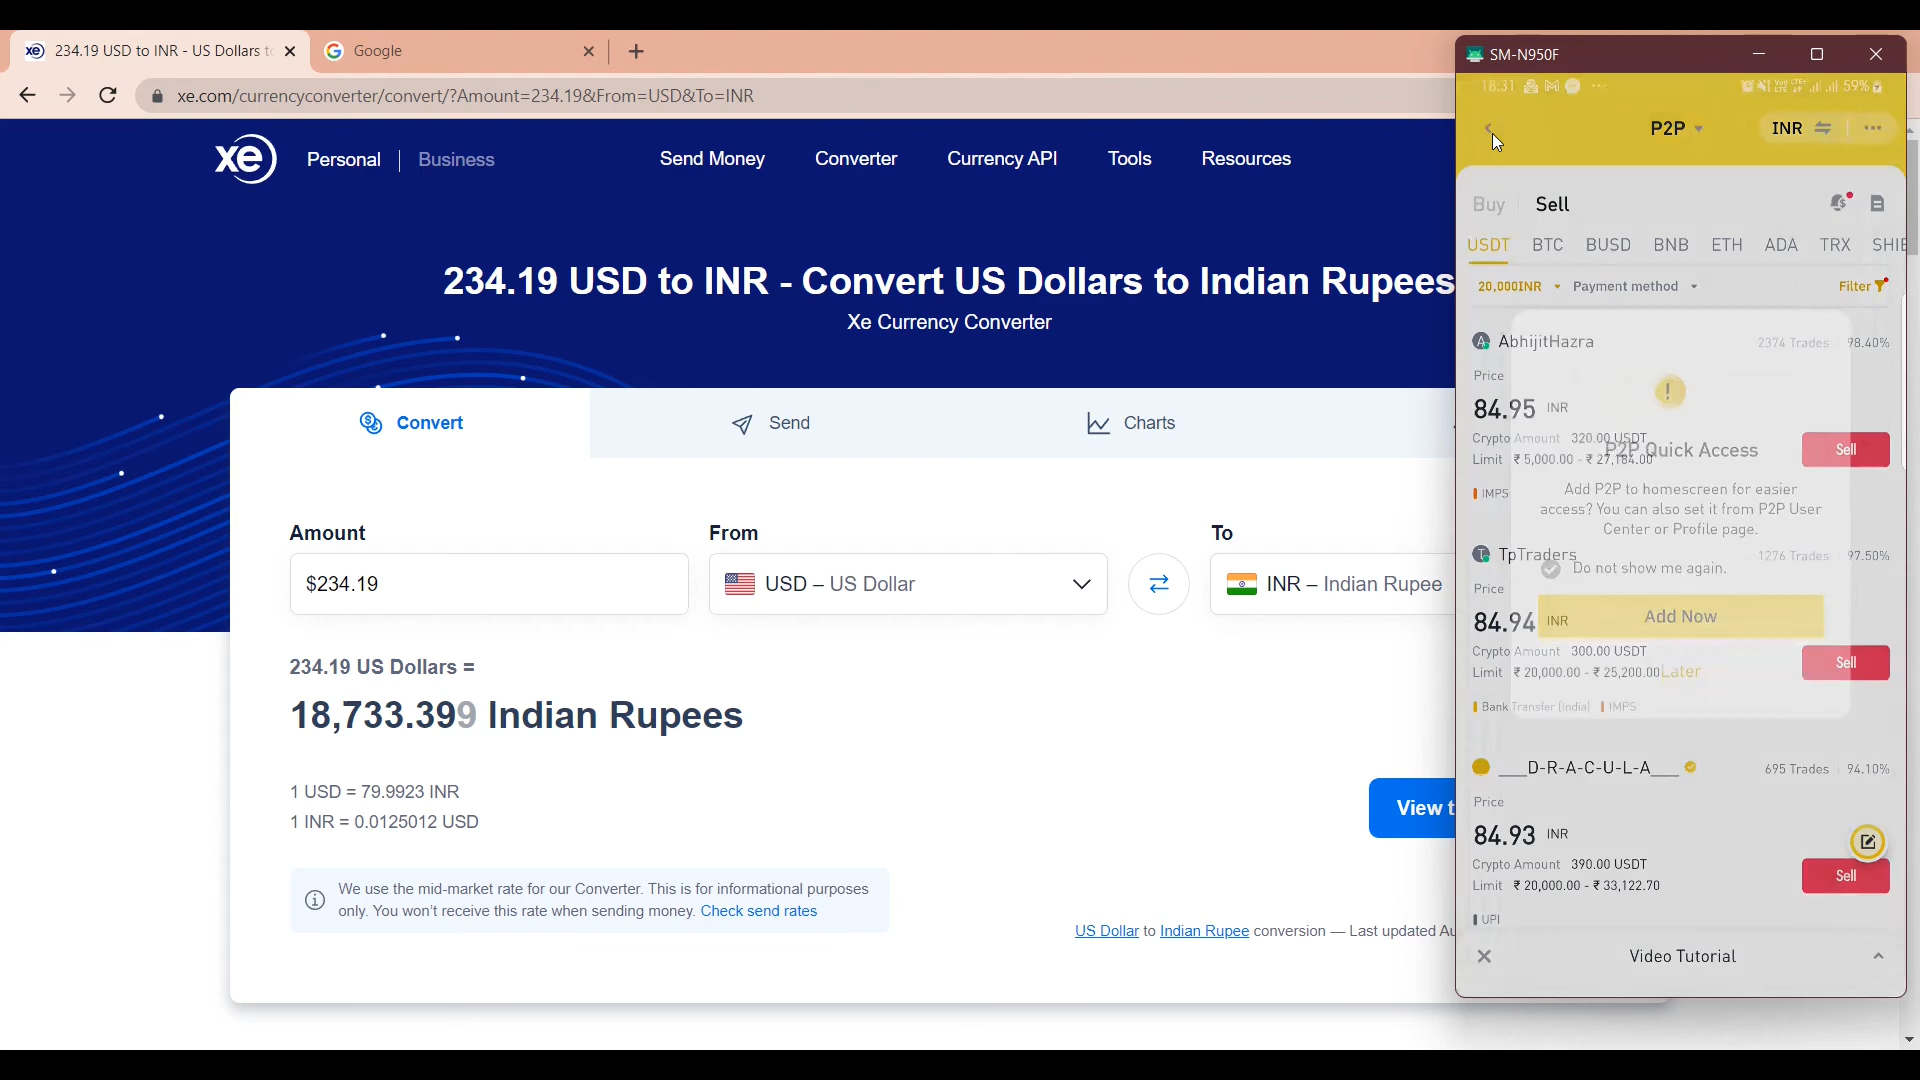 234.19 USD to INR - US Dollars to
Google
xe.com/currencyconverter/convert/?Amount=234.19&From=USD&To=INR
xe
Personal
Business
Send Money
Converter
Currency API
Tools
Resources
234.19 USD to INR - Convert US Dollars to Indian Rupees
Xe Currency Converter
Convert
Send
Charts
Amount
From
To
$234.19
USD – US Dollar
INR – Indian Rupee
234.19 US Dollars =
18,733.399 Indian Rupees
1 USD = 79.9923 INR
1 INR = 0.0125012 USD
View t
We use the mid-market rate for our Converter. This is for informational purposes
only. You won't receive this rate when sending money. Check send rates
US Dollar to Indian Rupee conversion — Last updated Au
SM-N950F
18:31
59%
P2P
INR
Buy
Sell
USDT BTC BUSD BNB ETH ADA TRX SHIB
20,000INR
Payment method
Filter
AbhijitHazra
2374 Trades
98.40%
Price
84.95 INR
Crypto Amount 320.00 USDT
Limit ₹ 5,000.00 - ₹ 27,184.00
Sell
IMPS
P2P Quick Access
Add P2P to homescreen for easier
access? You can also set it from P2P User
Center or Profile page.
TpTraders
1276 Trades
97.50%
Do not show me again.
Price
84.94 INR
Add Now
Crypto Amount 300.00 USDT
Limit ₹ 20,000.00 - ₹ 25,200.00
Later
Sell
Bank Transfer (India)
IMPS
___D-R-A-C-U-L-A___
695 Trades
94.10%
Price
84.93 INR
Crypto Amount 390.00 USDT
Limit ₹ 20,000.00 - ₹ 33,122.70
Sell
UPI
Video Tutorial